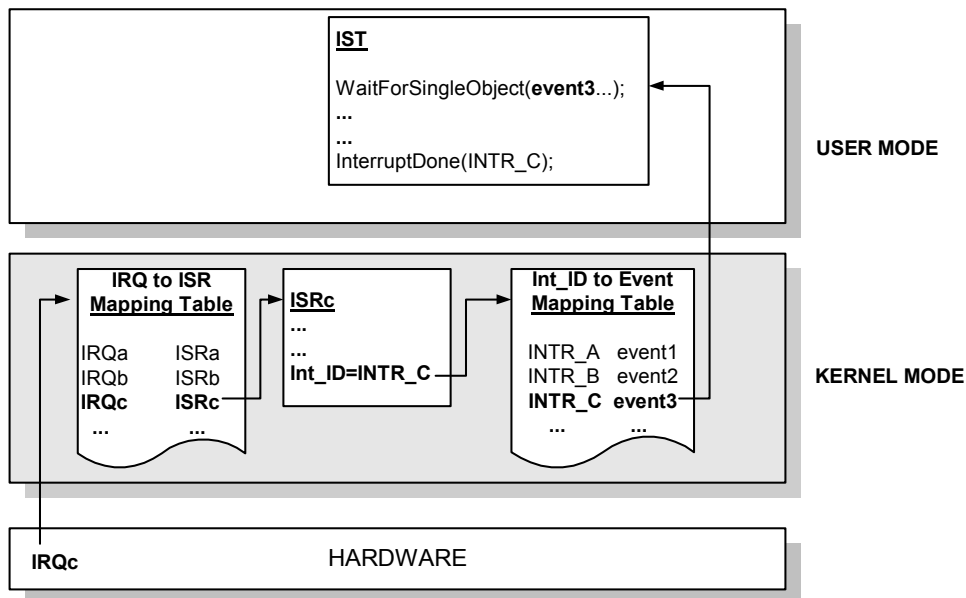 IST
WaitForSingleObject(event3...);
...
...
InterruptDone(INTR_C);
USER MODE
IRQ to ISR
Mapping Table
IRQa ISRa
IRQb ISRb
IRQc ISRc
... ...
ISRc
...
...
Int_ID=INTR_C
Int_ID to Event
Mapping Table
INTR_A event1
INTR_B event2
INTR_C event3
... ...
KERNEL MODE
IRQc
HARDWARE